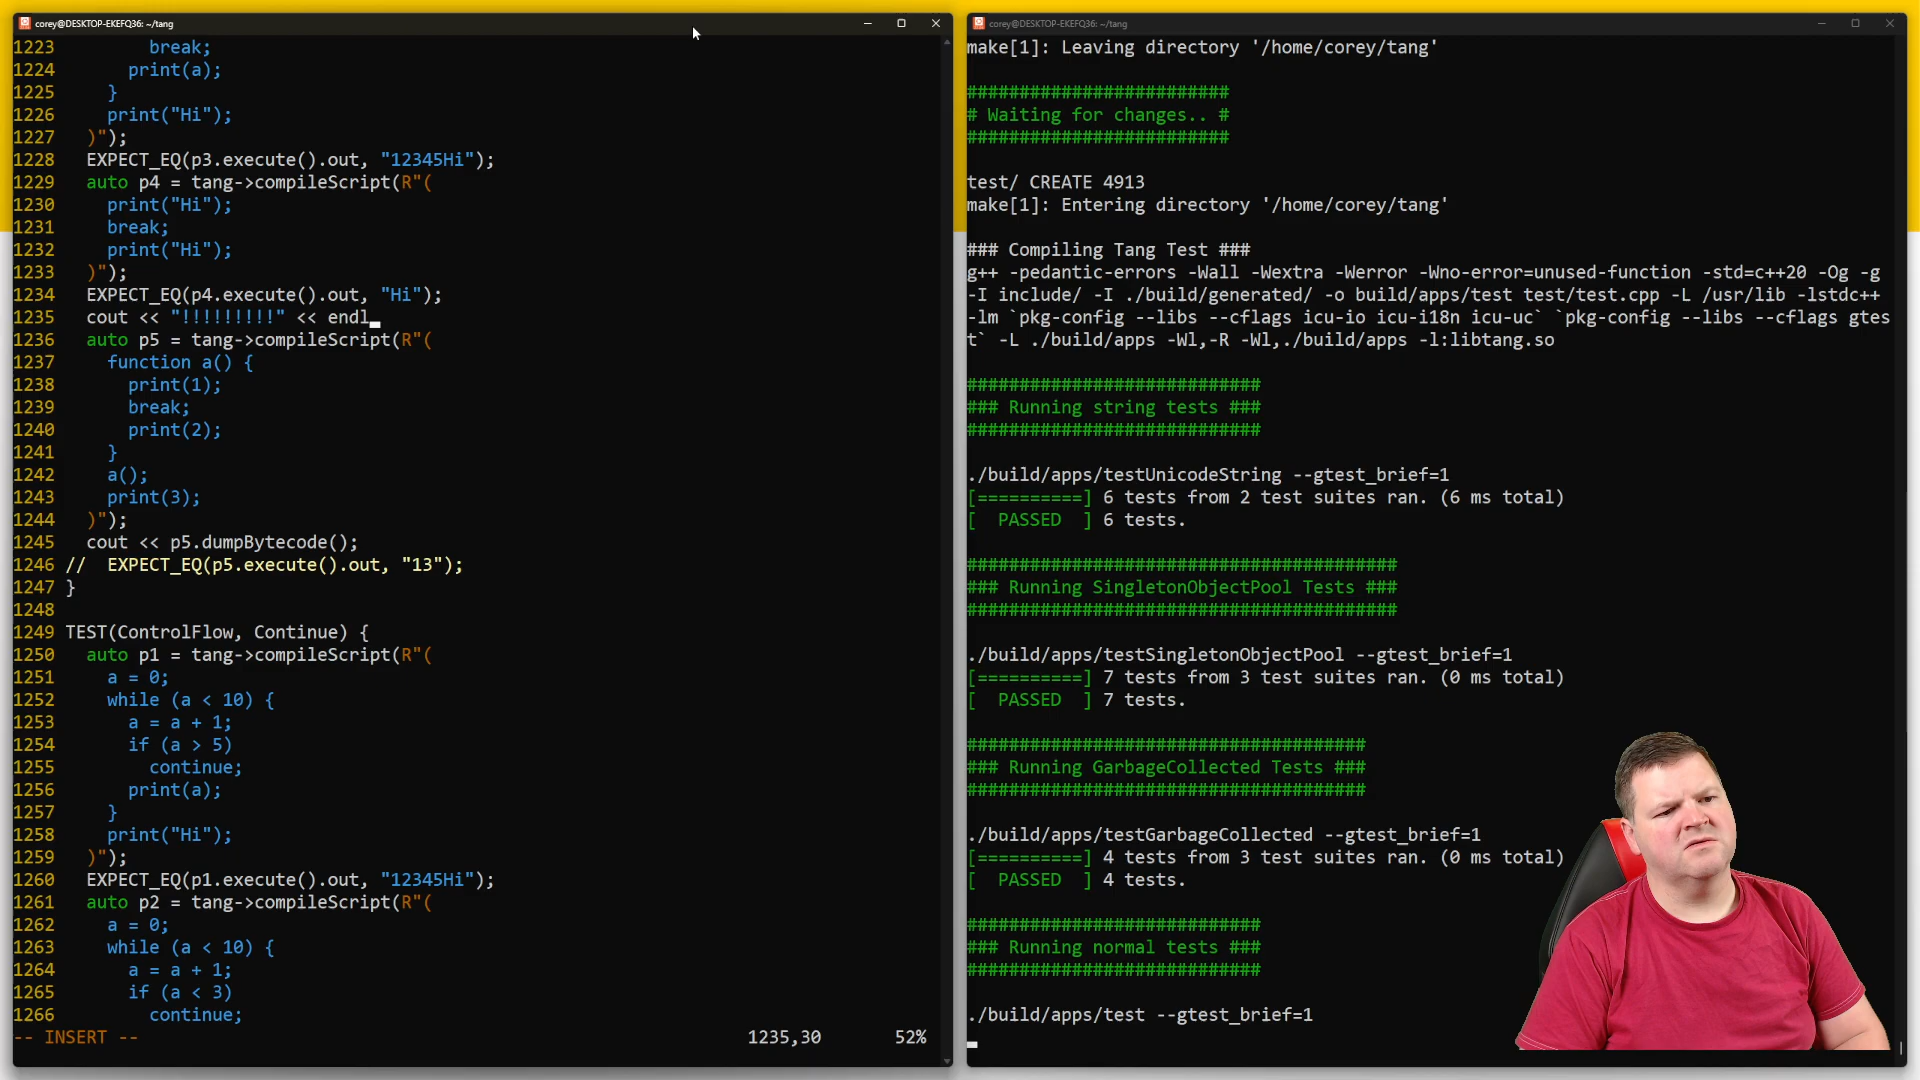 corey@DESKTOP-EKEFQ36: ~/tang
1223         break;
1224       print(a);
1225     }
1226     print("Hi");
1227   )");
1228   EXPECT_EQ(p3.execute().out, "12345Hi");
1229   auto p4 = tang->compileScript(R"(
1230     print("Hi");
1231     break;
1232     print("Hi");
1233   )");
1234   EXPECT_EQ(p4.execute().out, "Hi");
1235   cout << "!!!!!!!!!" << endl
1236   auto p5 = tang->compileScript(R"(
1237     function a() {
1238       print(1);
1239       break;
1240       print(2);
1241     }
1242     a();
1243     print(3);
1244   )");
1245   cout << p5.dumpBytecode();
1246 //  EXPECT_EQ(p5.execute().out, "13");
1247 }
1248
1249 TEST(ControlFlow, Continue) {
1250   auto p1 = tang->compileScript(R"(
1251     a = 0;
1252     while (a < 10) {
1253       a = a + 1;
1254       if (a > 5)
1255         continue;
1256       print(a);
1257     }
1258     print("Hi");
1259   )");
1260   EXPECT_EQ(p1.execute().out, "12345Hi");
1261   auto p2 = tang->compileScript(R"(
1262     a = 0;
1263     while (a < 10) {
1264       a = a + 1;
1265       if (a < 3)
1266         continue;
-- INSERT --                    1235,30       52%
corey@DESKTOP-EKEFQ36: ~/tang
make[1]: Leaving directory '/home/corey/tang'
#########################
# Waiting for changes.. #
#########################
test/ CREATE 4913
make[1]: Entering directory '/home/corey/tang'
### Compiling Tang Test ###
g++ -pedantic-errors -Wall -Wextra -Werror -Wno-error=unused-function -std=c++20 -Og -g
-I include/ -I ./build/generated/ -o build/apps/test test/test.cpp -L /usr/lib -lstdc++
-lm `pkg-config --libs --cflags icu-io icu-i18n icu-uc` `pkg-config --libs --cflags gtes
t` -L ./build/apps -Wl,-R -Wl,./build/apps -l:libtang.so
############################
### Running string tests ###
############################
./build/apps/testUnicodeString --gtest_brief=1
[==========] 6 tests from 2 test suites ran. (6 ms total)
[  PASSED  ] 6 tests.
#########################################
### Running SingletonObjectPool Tests ###
#########################################
./build/apps/testSingletonObjectPool --gtest_brief=1
[==========] 7 tests from 3 test suites ran. (0 ms total)
[  PASSED  ] 7 tests.
######################################
### Running GarbageCollected Tests ###
######################################
./build/apps/testGarbageCollected --gtest_brief=1
[==========] 4 tests from 3 test suites ran. (0 ms total)
[  PASSED  ] 4 tests.
############################
### Running normal tests ###
############################
./build/apps/test --gtest_brief=1